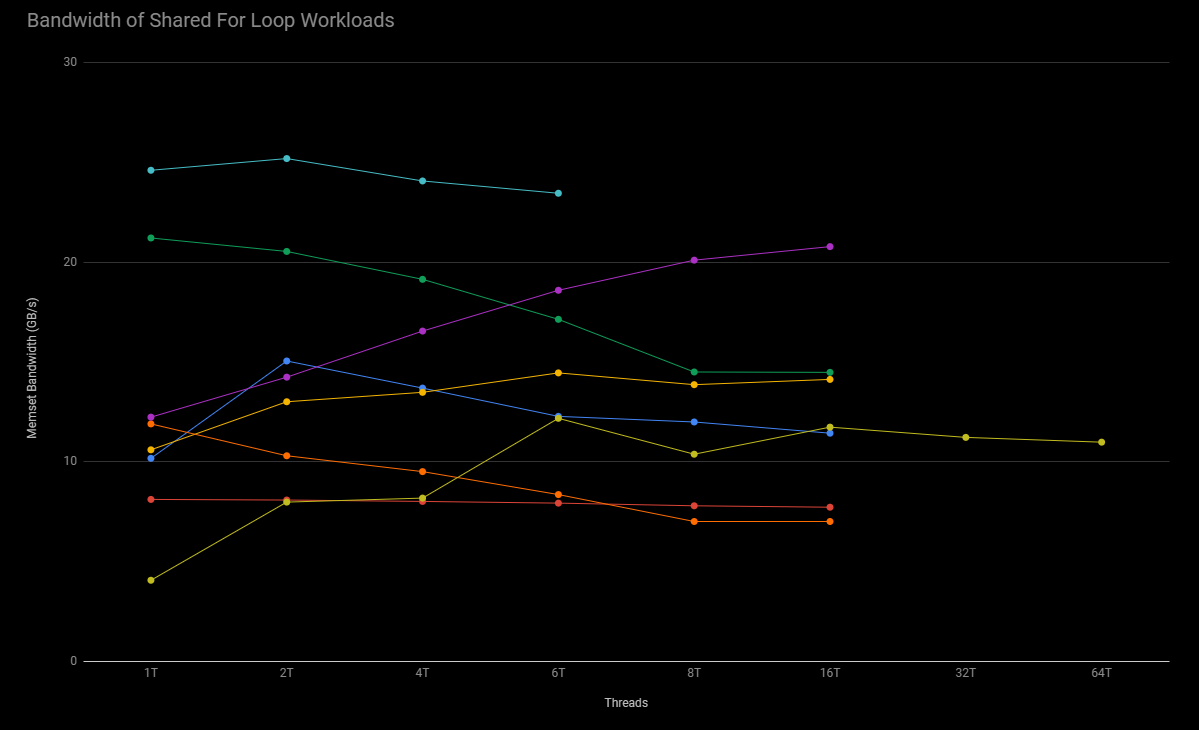 Bandwidth of Shared For Loop Workloads
30
20
10
0
Memset Bandwidth (GB/s)
1T 2T 4T 6T 8T 16T 32T 64T
Threads